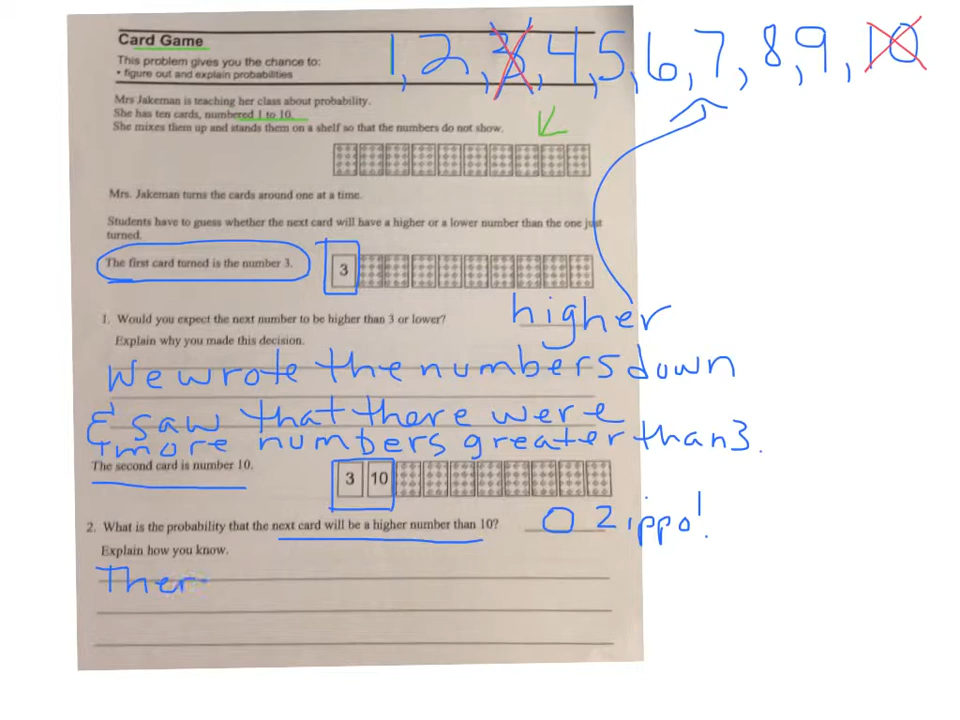 1, 2, 3, 4, 5, 6, 7, 8, 9, 10
Card Game
This problem gives you the chance to:
• figure out and explain probabilities
Mrs Jakeman is teaching her class about probability.
She has ten cards, numbered 1 to 10.
She mixes them up and stands them on a shelf so that the numbers do not show.
Mrs. Jakeman turns the cards around one at a time.
Students have to guess whether the next card will have a higher or a lower number than the one just
turned.
The first card turned is the number 3.
3
1. Would you expect the next number to be higher than 3 or lower?
higher
Explain why you made this decision.
We wrote the numbers down
& saw that there were
more numbers greater than 3.
The second card is number 10.
3 10
2. What is the probability that the next card will be a higher number than 10?
0 Zippo!
Explain how you know.
Ther